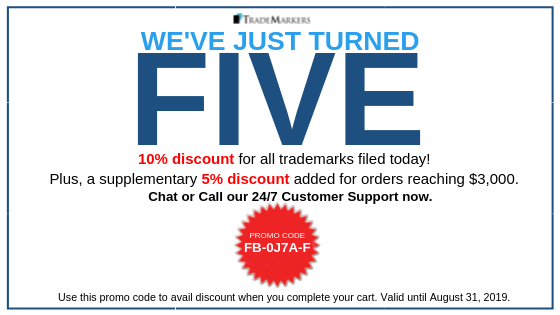 TRADEMARKERS
WE'VE JUST TURNED
FIVE
10% discount for all trademarks filed today!
Plus, a supplementary 5% discount added for orders reaching $3,000.
Chat or Call our 24/7 Customer Support now.
PROMO CODE
FB-0J7A-F
Use this promo code to avail discount when you complete your cart. Valid until August 31, 2019.